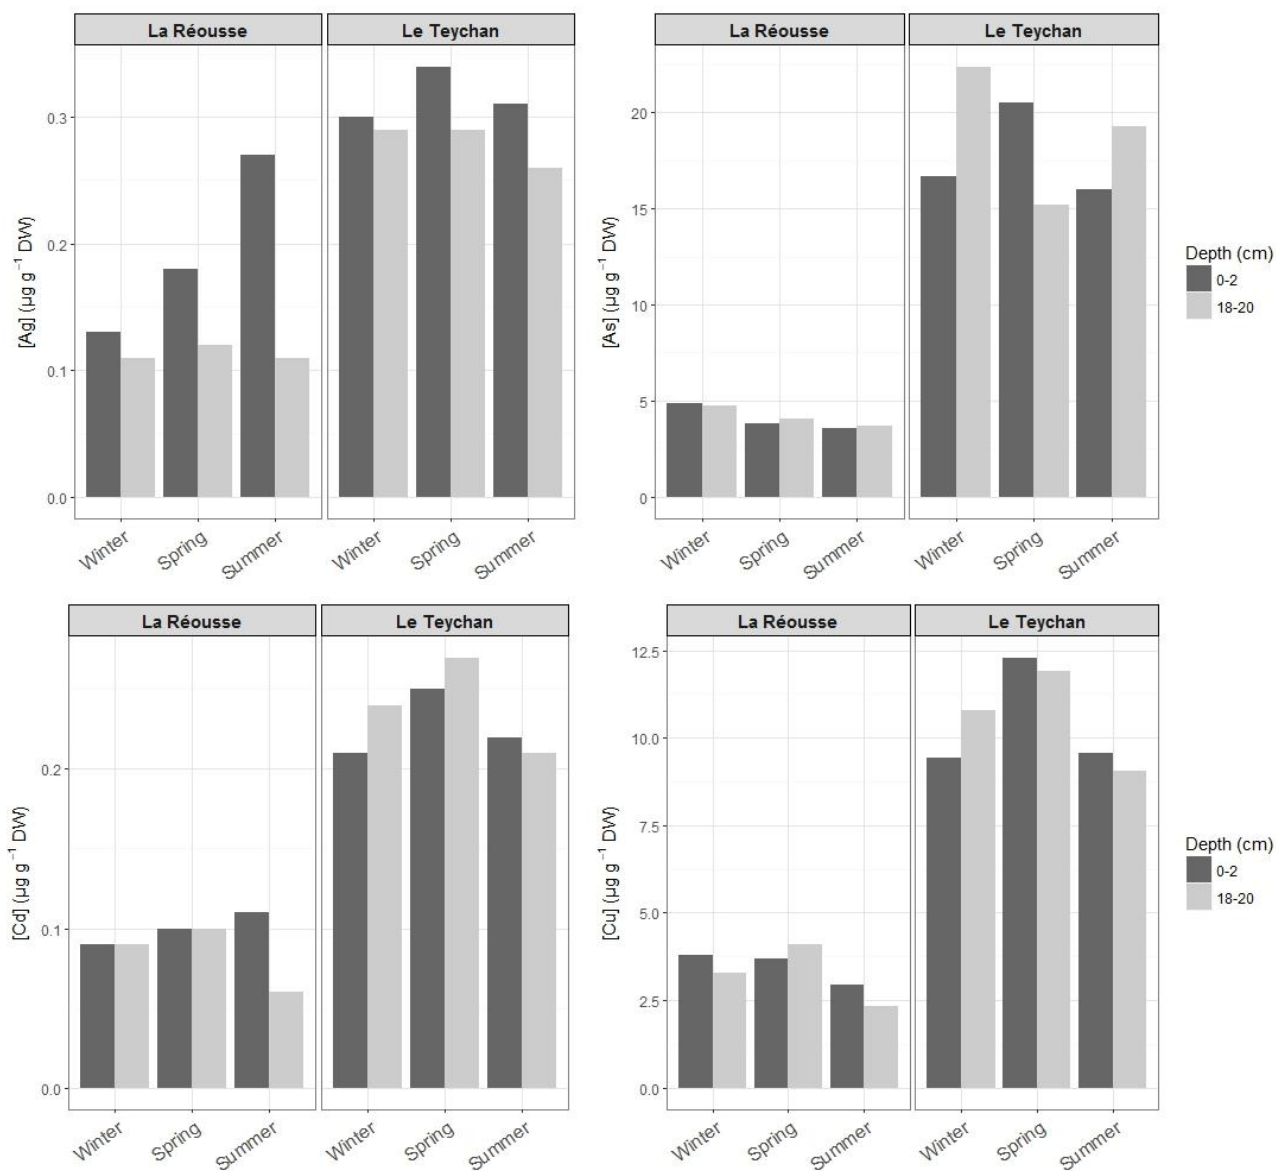 La Réousse
Le Teychan
[Ag] (µg g⁻¹ DW)
0.3
0.2
0.1
0.0
Winter
Spring
Summer
Winter
Spring
Summer
La Réousse
Le Teychan
[As] (µg g⁻¹ DW)
20
15
10
5
0
Winter
Spring
Summer
Winter
Spring
Summer
Depth (cm)
0-2
18-20
La Réousse
Le Teychan
[Cd] (µg g⁻¹ DW)
0.2
0.1
0.0
Winter
Spring
Summer
Winter
Spring
Summer
La Réousse
Le Teychan
[Cu] (µg g⁻¹ DW)
12.5
10.0
7.5
5.0
2.5
0.0
Winter
Spring
Summer
Winter
Spring
Summer
Depth (cm)
0-2
18-20